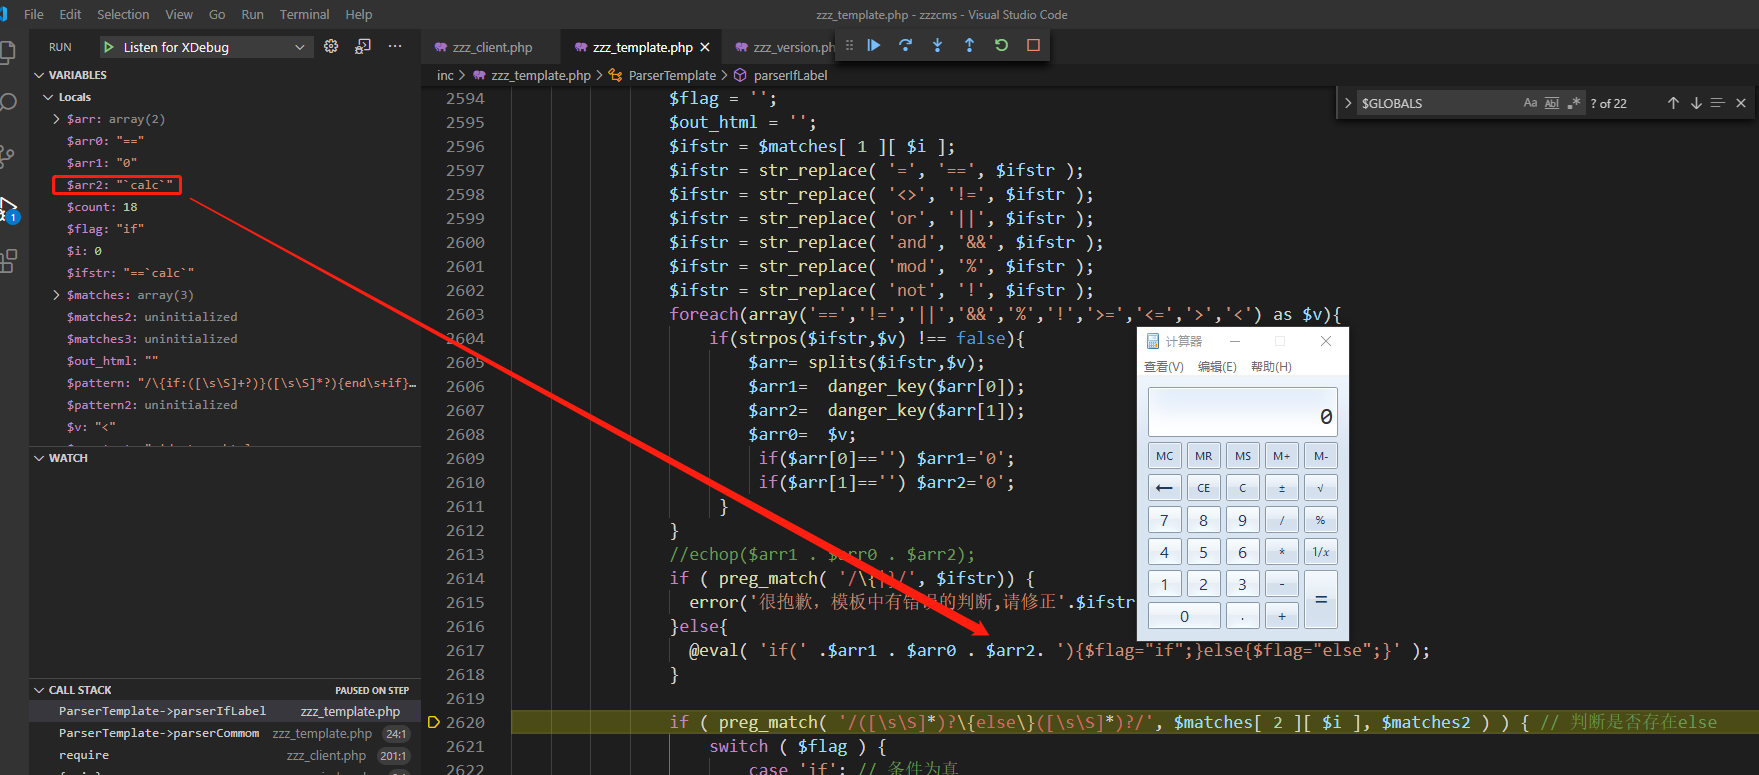 File Edit Selection View Go Run Terminal Help
zzz_template.php - zzzcms - Visual Studio Code
RUN
Listen for XDebug
zzz_client.php
zzz_template.php
zzz_version.ph
inc > zzz_template.php > ParserTemplate > parserIfLabel
$GLOBALS
Aa Abl .*
? of 22
VARIABLES
Locals
$arr: array(2)
$arr0: "=="
$arr1: "0"
$arr2: "`calc`"
$count: 18
$flag: "if"
$i: 0
$ifstr: "==`calc`"
$matches: array(3)
$matches2: uninitialized
$matches3: uninitialized
$out_html: ""
$pattern: "/\{if:([\s\S]+?)}([\s\S]*?){end\s+if}…
$pattern2: uninitialized
$v: "<"
WATCH
CALL STACK
PAUSED ON STEP
ParserTemplate->parserIfLabel zzz_template.php
ParserTemplate->parserCommom zzz_template.php 24:1
require zzz_client.php 201:1
1
2594 $flag = '';
2595 $out_html = '';
2596 $ifstr = $matches[ 1 ][ $i ];
2597 $ifstr = str_replace( '=', '==', $ifstr );
2598 $ifstr = str_replace( '<>', '!=', $ifstr );
2599 $ifstr = str_replace( 'or', '||', $ifstr );
2600 $ifstr = str_replace( 'and', '&&', $ifstr );
2601 $ifstr = str_replace( 'mod', '%', $ifstr );
2602 $ifstr = str_replace( 'not', '!', $ifstr );
2603 foreach(array('==','!=','||','&&','%','!','>=','<=','>','<') as $v){
2604 if(strpos($ifstr,$v) !== false){
2605 $arr= splits($ifstr,$v);
2606 $arr1= danger_key($arr[0]);
2607 $arr2= danger_key($arr[1]);
2608 $arr0= $v;
2609 if($arr[0]=='') $arr1='0';
2610 if($arr[1]=='') $arr2='0';
2611 }
2612 }
2613 //echop($arr1 . $arr0 . $arr2);
2614 if ( preg_match( '/\{|}/', $ifstr)) {
2615 error('很抱歉，模板中有错误的判断,请修正'.$ifstr
2616 }else{
2617 @eval( 'if(' .$arr1 . $arr0 . $arr2. '){$flag="if";}else{$flag="else";}' );
2618 }
2619
2620 if ( preg_match( '/([\s\S]*)?\{else\}([\s\S]*)?/', $matches[ 2 ][ $i ], $matches2 ) ) { // 判断是否存在else
2621 switch ( $flag ) {
2622 case 'if': // 条件为真
计算器
查看(V) 编辑(E) 帮助(H)
0
MC MR MS M+ M-
← CE C ± √
7 8 9 / %
4 5 6 * 1/x
1 2 3 - =
0 . +